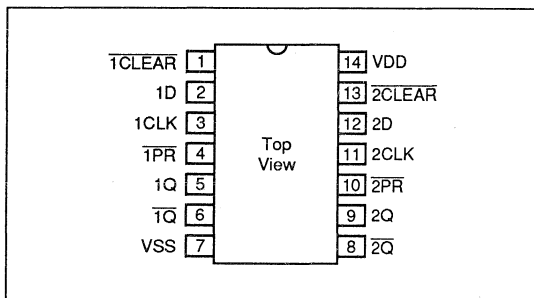 1CLEAR 1 14 VDD
1D 2 13 2CLEAR
1CLK 3 12 2D
1PR 4 Top View 11 2CLK
1Q 5 10 2PR
1Q 6 9 2Q
VSS 7 8 2Q